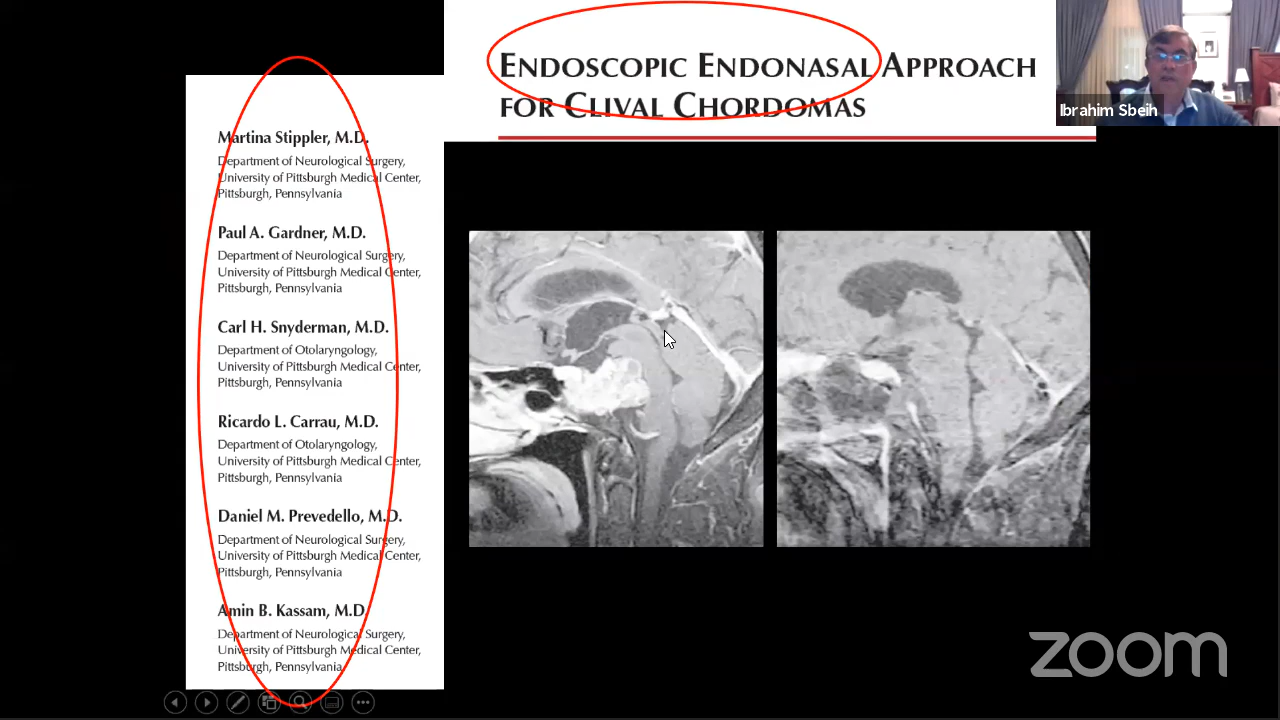 ENDOSCOPIC ENDONASAL APPROACH
FOR CLIVAL CHORDOMAS
Ibrahim Sbeih
Martina Stippler, M.D.
Department of Neurological Surgery,
University of Pittsburgh Medical Center,
Pittsburgh, Pennsylvania
Paul A. Gardner, M.D.
Department of Neurological Surgery,
University of Pittsburgh Medical Center,
Pittsburgh, Pennsylvania
Carl H. Snyderman, M.D.
Department of Otolaryngology,
University of Pittsburgh Medical Center,
Pittsburgh, Pennsylvania
Ricardo L. Carrau, M.D.
Department of Otolaryngology,
University of Pittsburgh Medical Center,
Pittsburgh, Pennsylvania
Daniel M. Prevedello, M.D.
Department of Neurological Surgery,
University of Pittsburgh Medical Center,
Pittsburgh, Pennsylvania
Amin B. Kassam, M.D.
Department of Neurological Surgery,
University of Pittsburgh Medical Center,
Pittsburgh, Pennsylvania
zoom